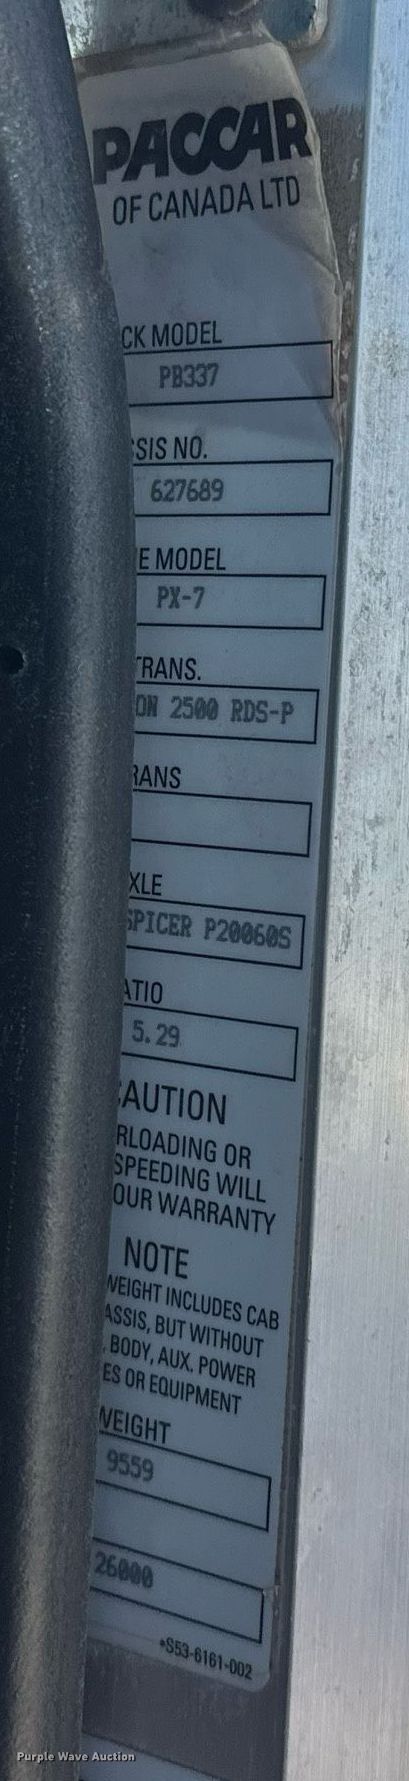 PACCAR
OF CANADA LTD
CK MODEL
PB337
SSIS NO.
627689
E MODEL
PX-7
TRANS.
ON 2500 RDS-P
RANS
XLE
SPICER P20060S
ATIO
5.29
CAUTION
RLOADING OR
SPEEDING WILL
OUR WARRANTY
NOTE
WEIGHT INCLUDES CAB
ASSIS, BUT WITHOUT
, BODY, AUX. POWER
ES OR EQUIPMENT
WEIGHT
9559
26000
*S53-6161-002
Purple Wave Auction